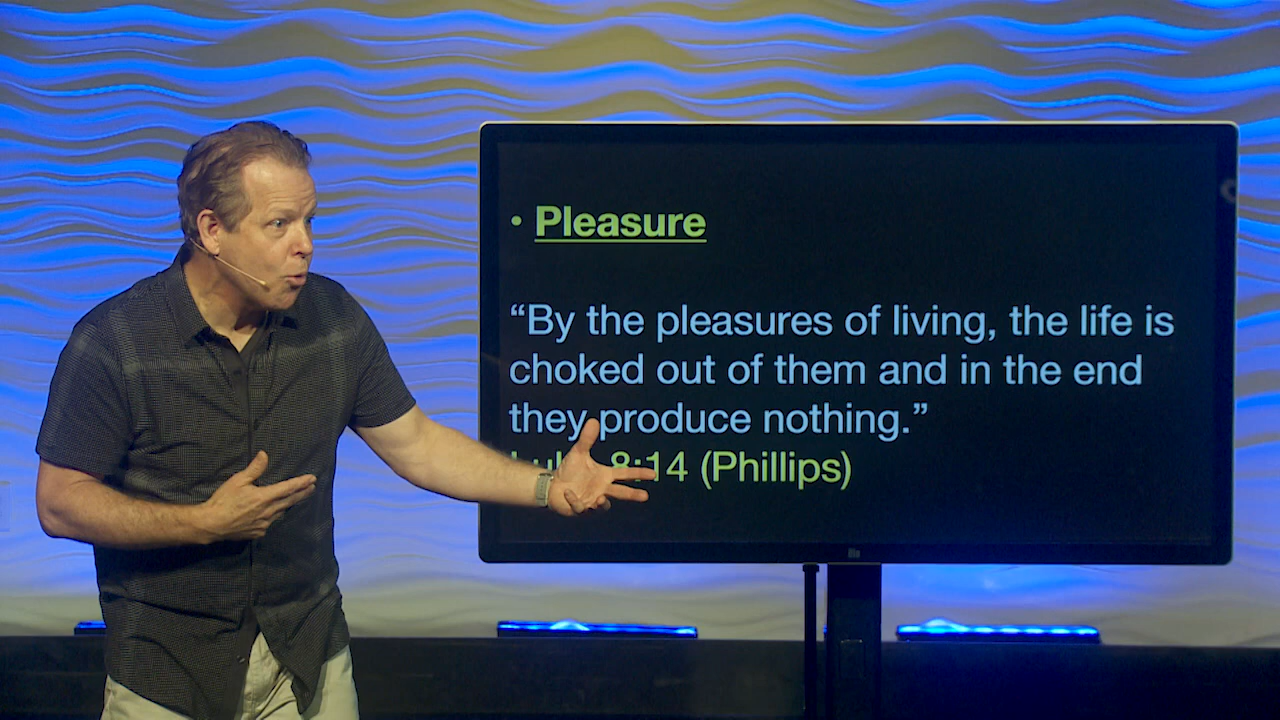 • Pleasure
“By the pleasures of living, the life is
choked out of them and in the end
they produce nothing.”
Luke 8:14 (Phillips)